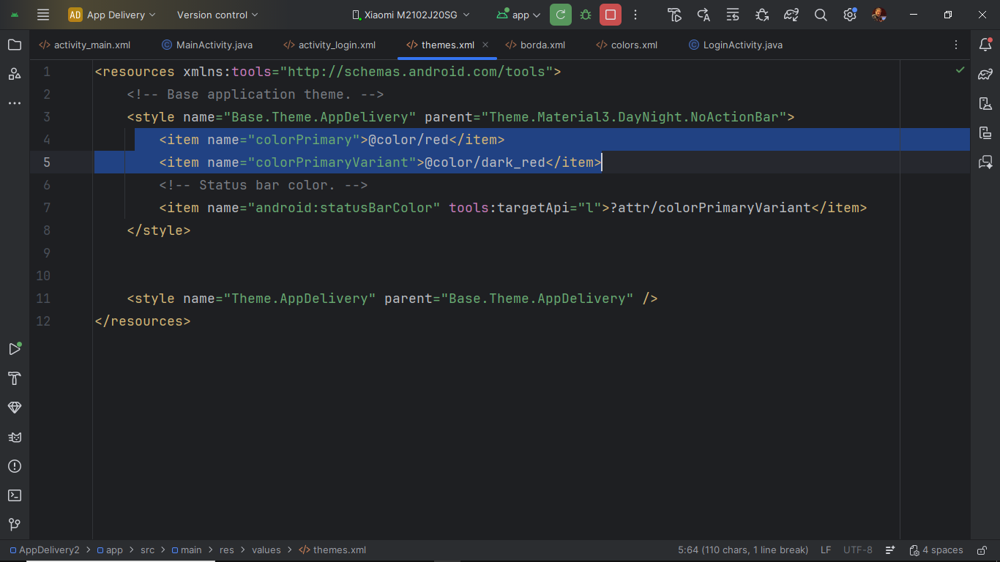 AD App Delivery Version control Xiaomi M2102J20SG app
activity_main.xml MainActivity.java activity_login.xml themes.xml borda.xml colors.xml LoginActivity.java
1 <resources xmlns:tools="http://schemas.android.com/tools">
2 <!-- Base application theme. -->
3 <style name="Base.Theme.AppDelivery" parent="Theme.Material3.DayNight.NoActionBar">
4 <item name="colorPrimary">@color/red</item>
5 <item name="colorPrimaryVariant">@color/dark_red</item>
6 <!-- Status bar color. -->
7 <item name="android:statusBarColor" tools:targetApi="l">?attr/colorPrimaryVariant</item>
8 </style>
9
10
11 <style name="Theme.AppDelivery" parent="Base.Theme.AppDelivery" />
12 </resources>
AppDelivery2 > app > src > main > res > values > themes.xml 5:64 (110 chars, 1 line break) LF UTF-8 4 spaces